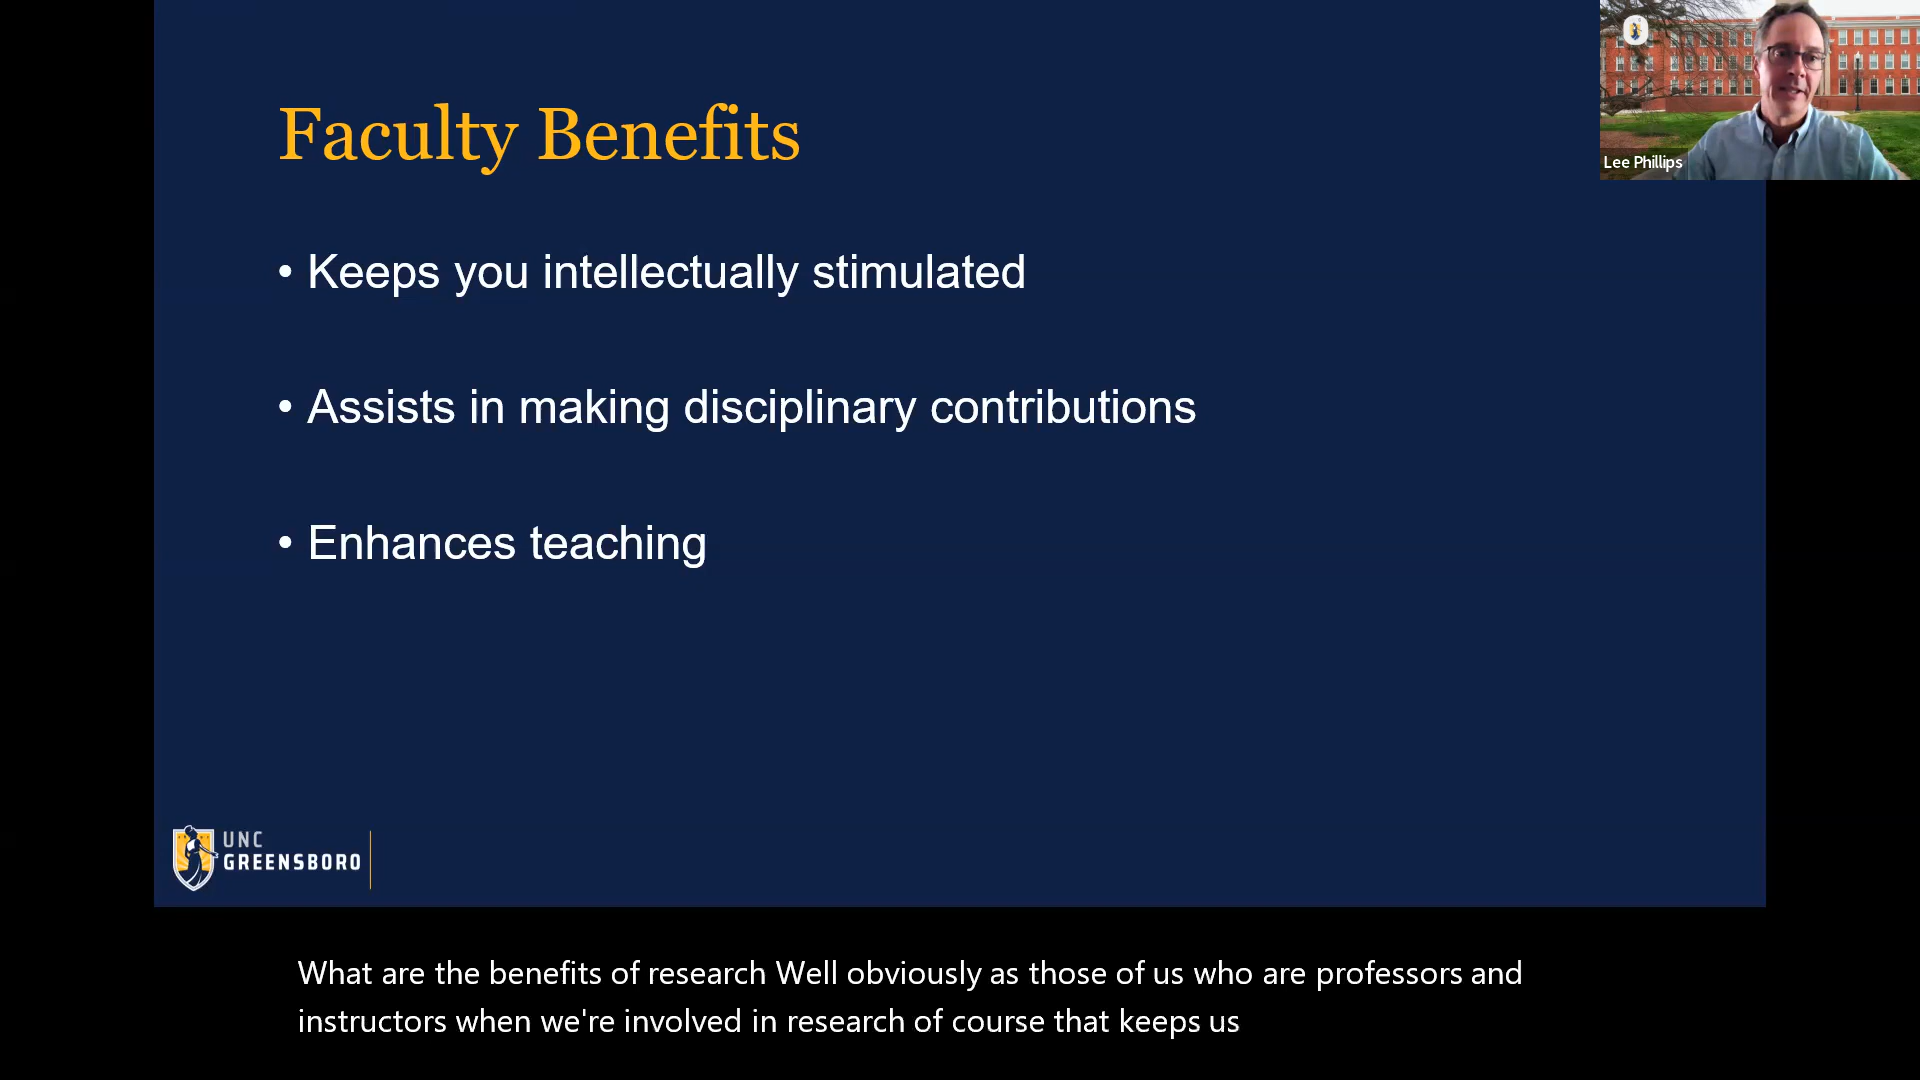 Faculty Benefits
• Keeps you intellectually stimulated
• Assists in making disciplinary contributions
• Enhances teaching
UNC
GREENSBORO
Lee Phillips
What are the benefits of research Well obviously as those of us who are professors and
instructors when we're involved in research of course that keeps us